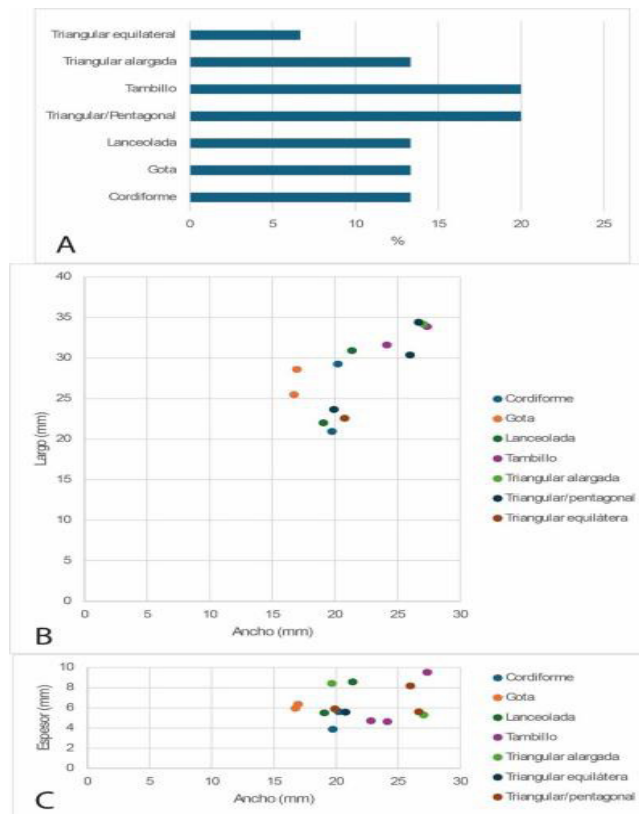 Triangular equilateral
Triangular alargada
Tambillo
Triangular/Pentagonal
Lanceolada
Gota
Cordiforme
0 5 10 15 20 25
%
A
40
35
30
25
20
15
10
5
0
Largo (mm)
0 5 10 15 20 25 30
Ancho (mm)
Cordiforme
Gota
Lanceolada
Tambillo
Triangular alargada
Triangular/pentagonal
Triangular equilátera
B
10
8
6
4
2
0
Espesor (mm)
0 5 10 15 20 25 30
Ancho (mm)
Cordiforme
Gota
Lanceolada
Tambillo
Triangular alargada
Triangular equilátera
Triangular/pentagonal
C